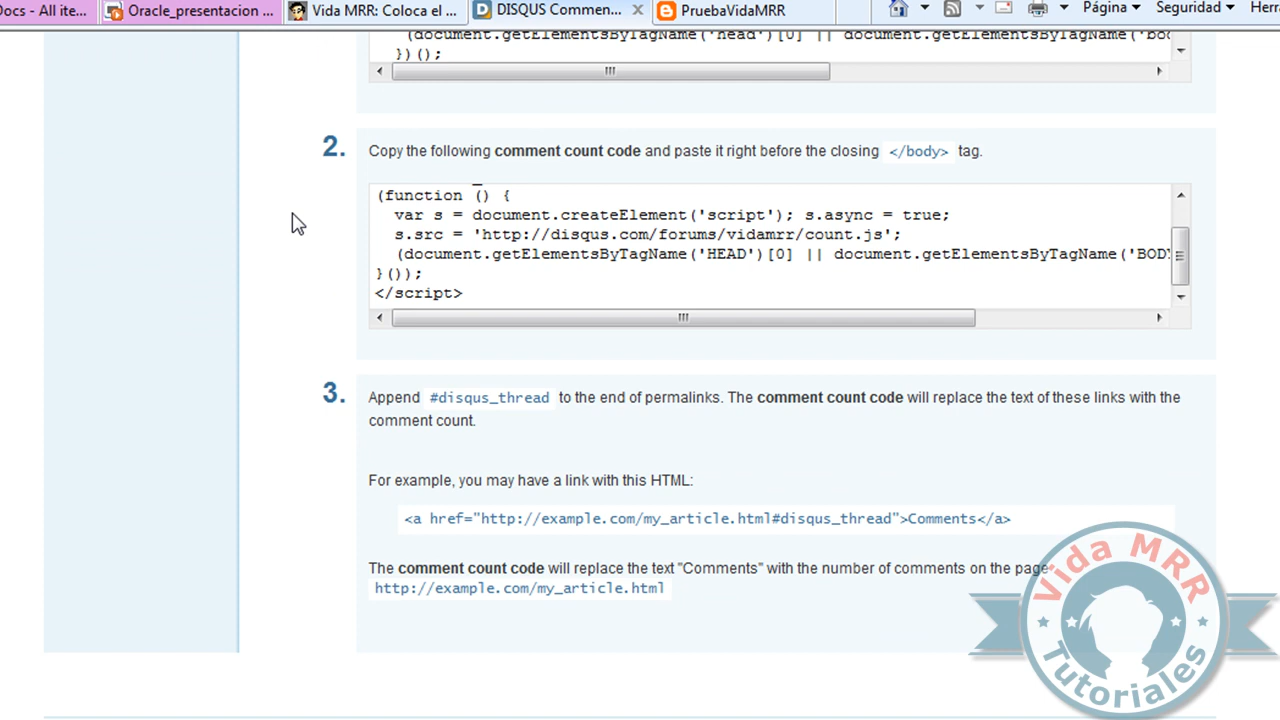 Docs - All ite... Oracle_presentacion ... Vida MRR: Coloca el ... DISQUS Commen... PruebaVidaMRR Página Seguridad Herra
(document.getElementsByTagName('head')[0] || document.getElementsByTagName('bod
})();
2. Copy the following comment count code and paste it right before the closing </body> tag.
(function () {
var s = document.createElement('script'); s.async = true;
s.src = 'http://disqus.com/forums/vidamrr/count.js';
(document.getElementsByTagName('HEAD')[0] || document.getElementsByTagName('BODY
}());
</script>
3. Append #disqus_thread to the end of permalinks. The comment count code will replace the text of these links with the
comment count.
For example, you may have a link with this HTML:
<a href="http://example.com/my_article.html#disqus_thread">Comments</a>
The comment count code will replace the text "Comments" with the number of comments on the page
http://example.com/my_article.html
Vida MRR
Tutoriales